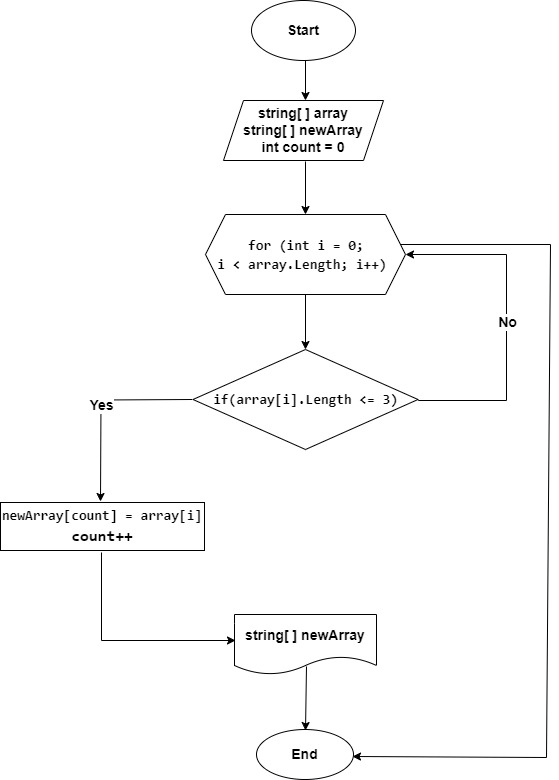 Start
string[ ] array
string[ ] newArray
int count = 0
for (int i = 0;
i < array.Length; i++)
No
if(array[i].Length <= 3)
Yes
newArray[count] = array[i]
count++
string[ ] newArray
End